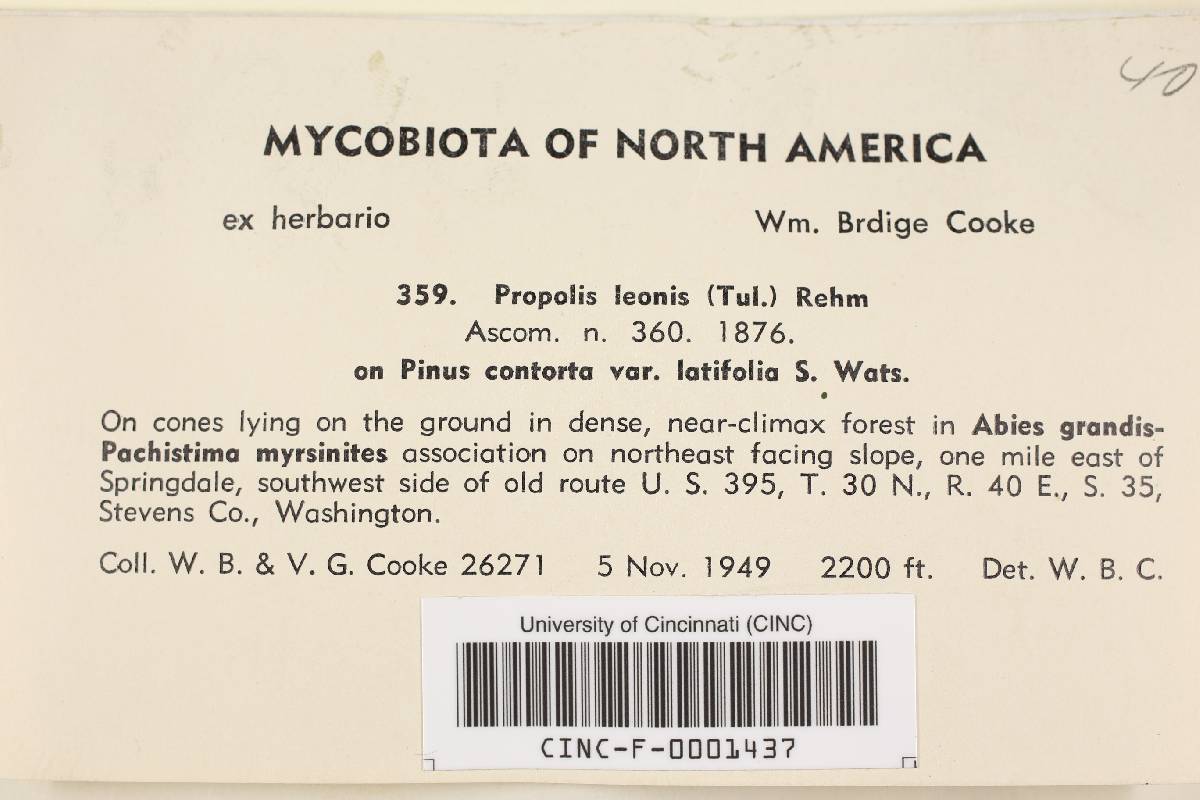 40
MYCOBIOTA OF NORTH AMERICA
ex herbario Wm. Brdige Cooke
359. Propolis leonis (Tul.) Rehm
Ascom. n. 360. 1876.
on Pinus contorta var. latifolia S. Wats.
On cones lying on the ground in dense, near-climax forest in Abies grandis-
Pachistima myrsinites association on northeast facing slope, one mile east of
Springdale, southwest side of old route U. S. 395, T. 30 N., R. 40 E., S. 35,
Stevens Co., Washington.
Coll. W. B. & V. G. Cooke 26271 5 Nov. 1949 2200 ft. Det. W. B. C.
University of Cincinnati (CINC)
CINC-F-0001437